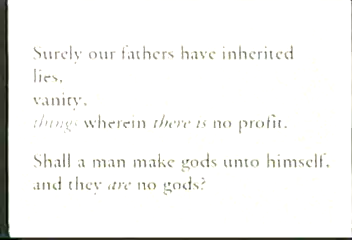 Surely our fathers have inherited
lies,
vanity,
things wherein there is no profit.
Shall a man make gods unto himself,
and they are no gods?